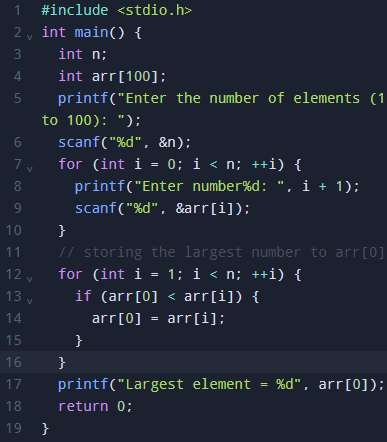 1 #include <stdio.h>
2 int main() {
3 int n;
4 int arr[100];
5 printf("Enter the number of elements (1
to 100): ");
6 scanf("%d", &n);
7 for (int i = 0; i < n; ++i) {
8 printf("Enter number%d: ", i + 1);
9 scanf("%d", &arr[i]);
10 }
11 // storing the largest number to arr[0]
12 for (int i = 1; i < n; ++i) {
13 if (arr[0] < arr[i]) {
14 arr[0] = arr[i];
15 }
16 }
17 printf("Largest element = %d", arr[0]);
18 return 0;
19 }